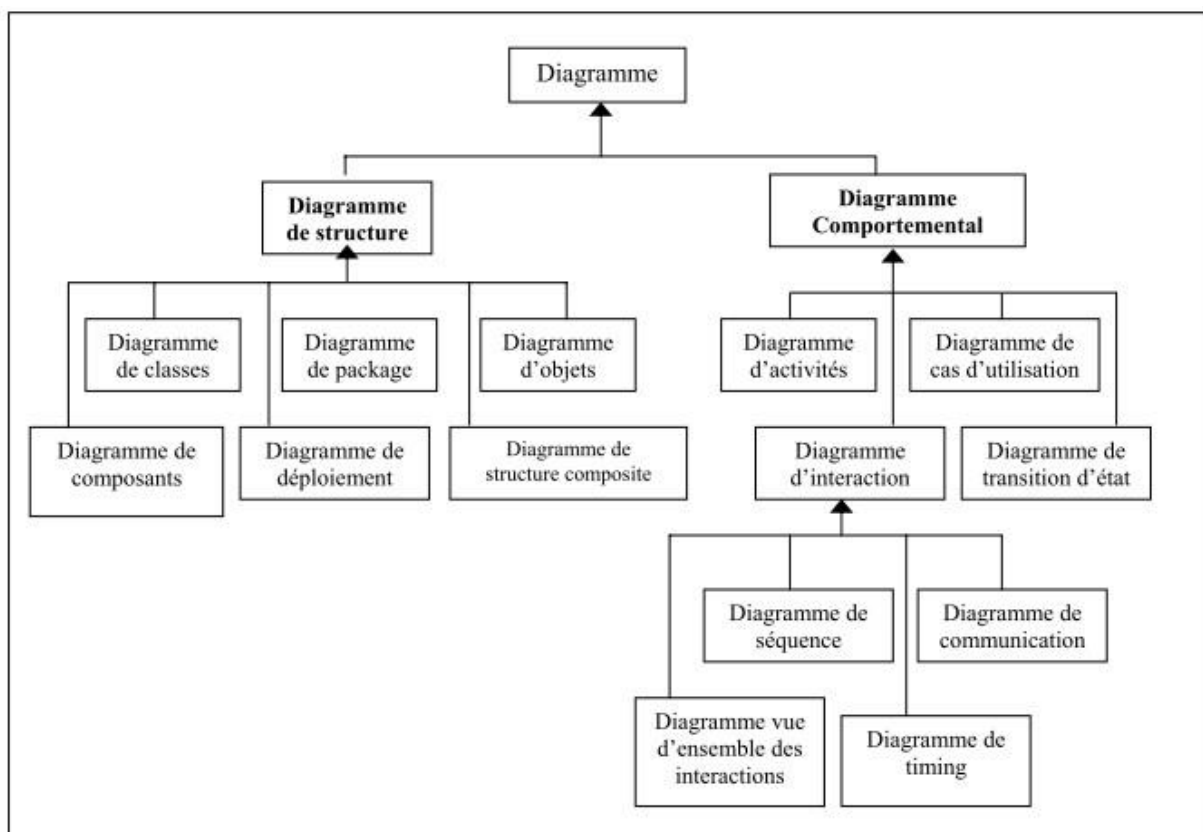 Diagramme
Diagramme
de structure
Diagramme
Comportemental
Diagramme
de classes
Diagramme
de package
Diagramme
d’objets
Diagramme
d’activités
Diagramme de
cas d’utilisation
Diagramme de
composants
Diagramme de
déploiement
Diagramme de
structure composite
Diagramme
d’interaction
Diagramme de
transition d’état
Diagramme de
séquence
Diagramme de
communication
Diagramme vue
d’ensemble des
interactions
Diagramme de
timing